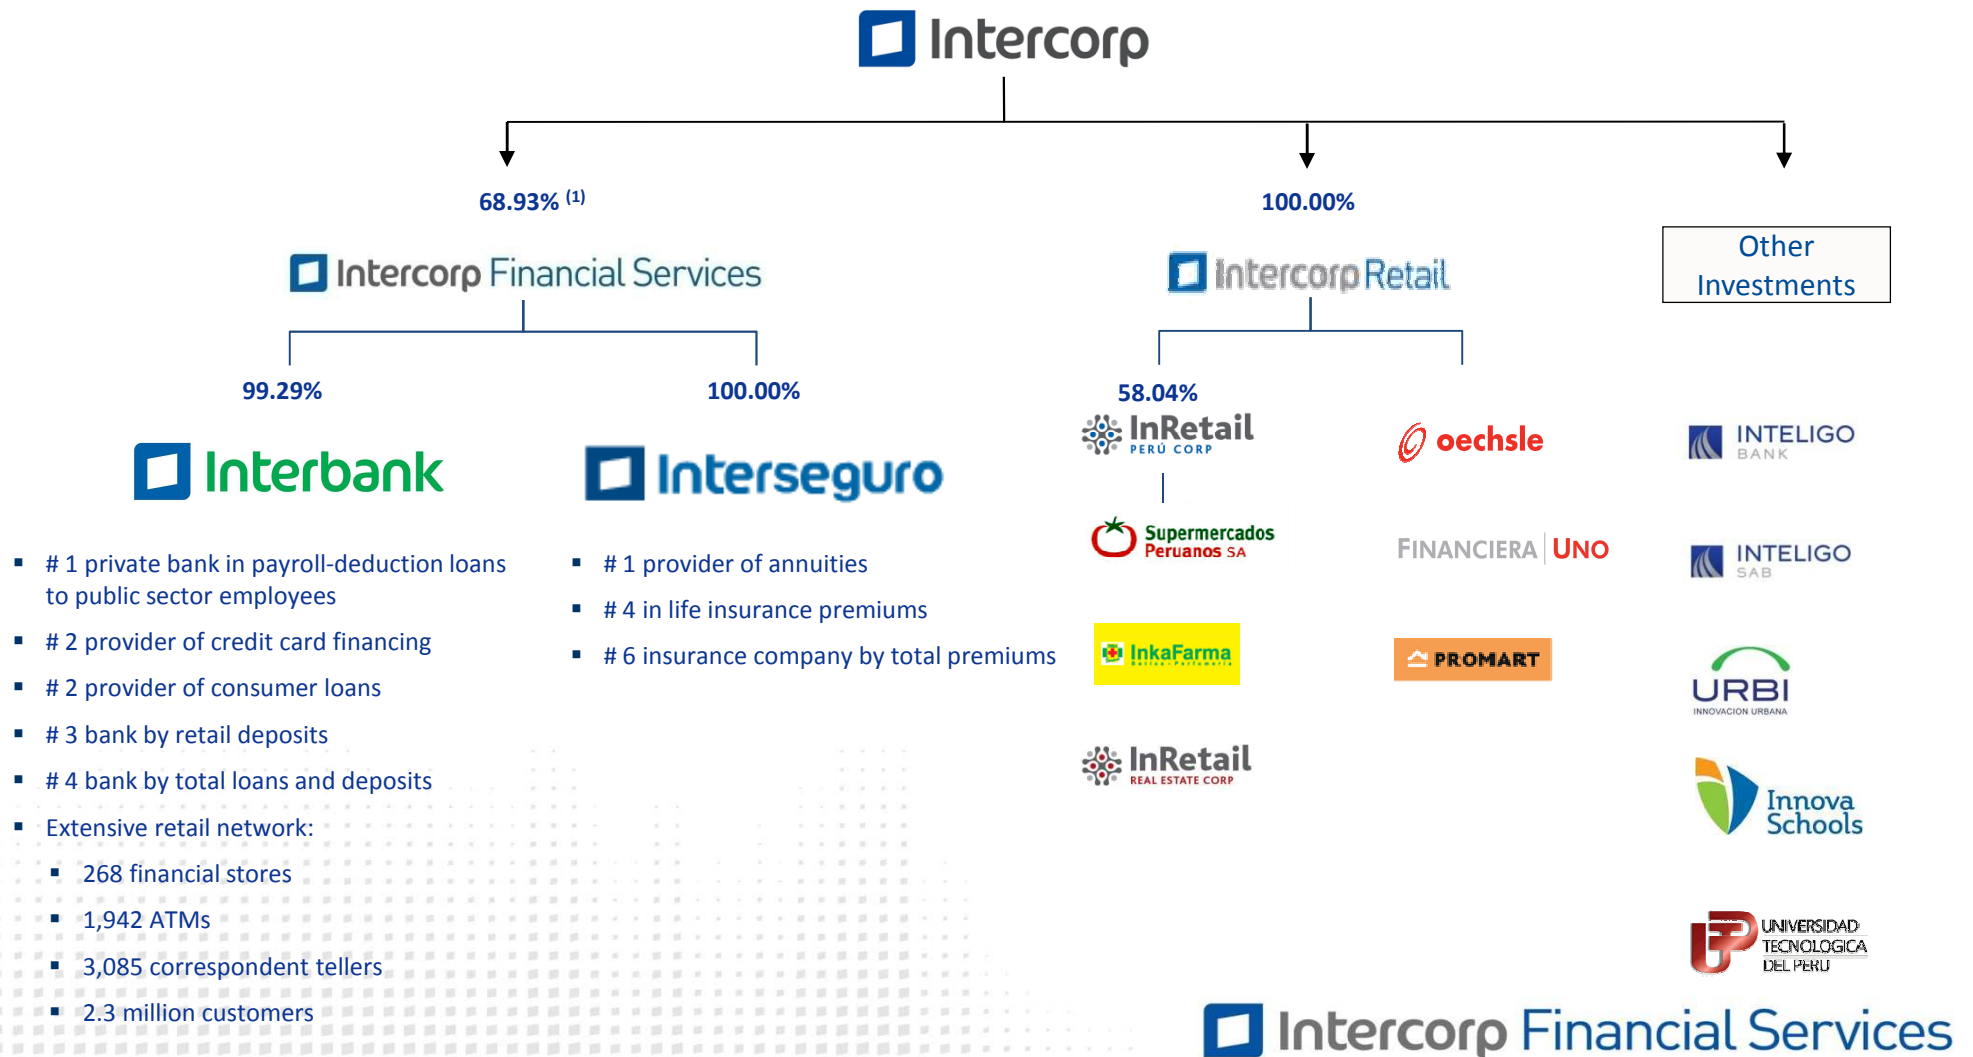 Intercorp
68.93% (1)
100.00%
Intercorp Financial Services
Intercorp Retail
Other
Investments
99.29%
100.00%
58.04%
Interbank
Interseguro
InRetail
PERÚ CORP
oechsle
INTELIGO
BANK
Supermercados
Peruanos SA
FINANCIERA UNO
INTELIGO
SAB
▪ # 1 private bank in payroll-deduction loans
to public sector employees
▪ # 2 provider of credit card financing
▪ # 2 provider of consumer loans
▪ # 3 bank by retail deposits
▪ # 4 bank by total loans and deposits
▪ Extensive retail network:
▪ 268 financial stores
▪ 1,942 ATMs
▪ 3,085 correspondent tellers
▪ 2.3 million customers
▪ # 1 provider of annuities
▪ # 4 in life insurance premiums
▪ # 6 insurance company by total premiums
InkaFarma
Botica - Perfumería
PROMART
URBI
INNOVACION URBANA
InRetail
REAL ESTATE CORP
Innova
Schools
UTP
UNIVERSIDAD
TECNOLOGICA
DEL PERU
Intercorp Financial Services